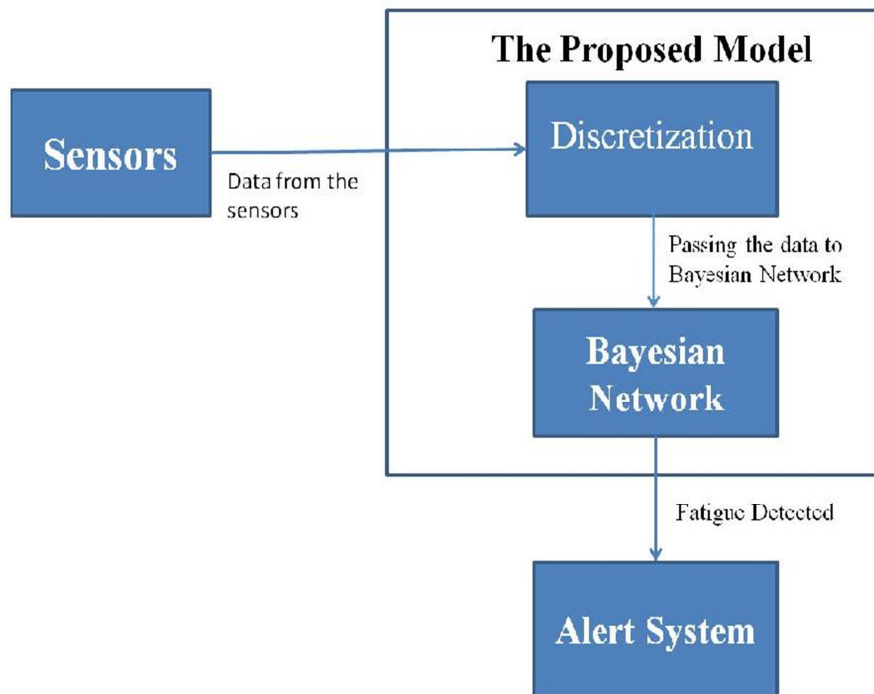 The Proposed Model
Sensors
Discretization
Data from the
sensors
Passing the data to
Bayesian Network
Bayesian
Network
Fatigue Detected
Alert System